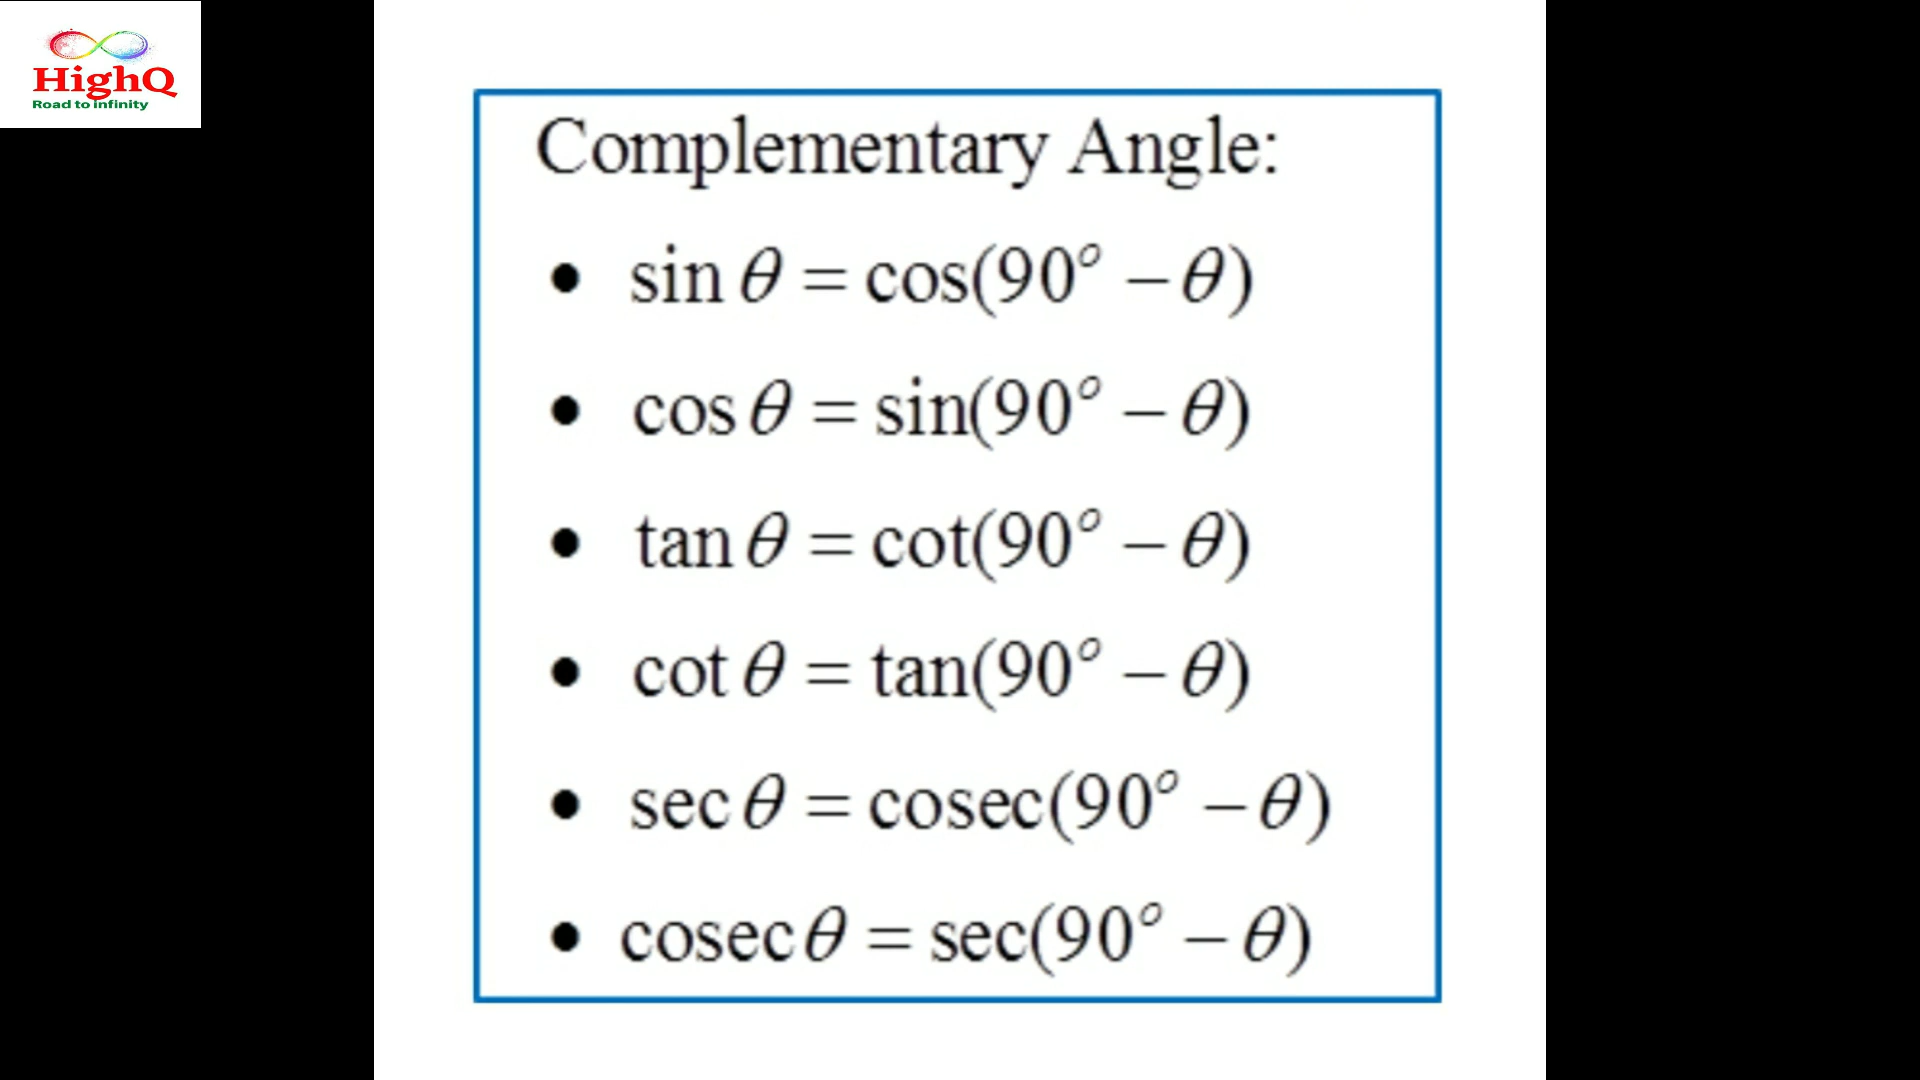 HighQ
Road to infinity
Complementary Angle:
• sin θ = cos(90° − θ)
• cos θ = sin(90° − θ)
• tan θ = cot(90° − θ)
• cot θ = tan(90° − θ)
• sec θ = cosec(90° − θ)
• cosec θ = sec(90° − θ)